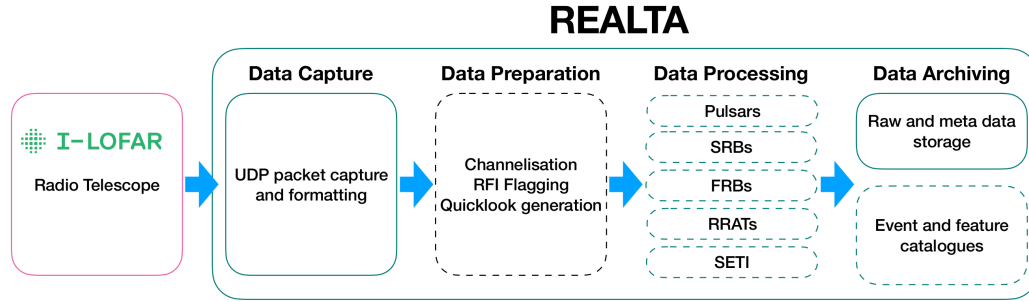 REALTA
Data Capture
Data Preparation
Data Processing
Data Archiving
I-LOFAR
Radio Telescope
UDP packet capture
and formatting
Channelisation
RFI Flagging
Quicklook generation
Pulsars
SRBs
FRBs
RRATs
SETI
Raw and meta data
storage
Event and feature
catalogues